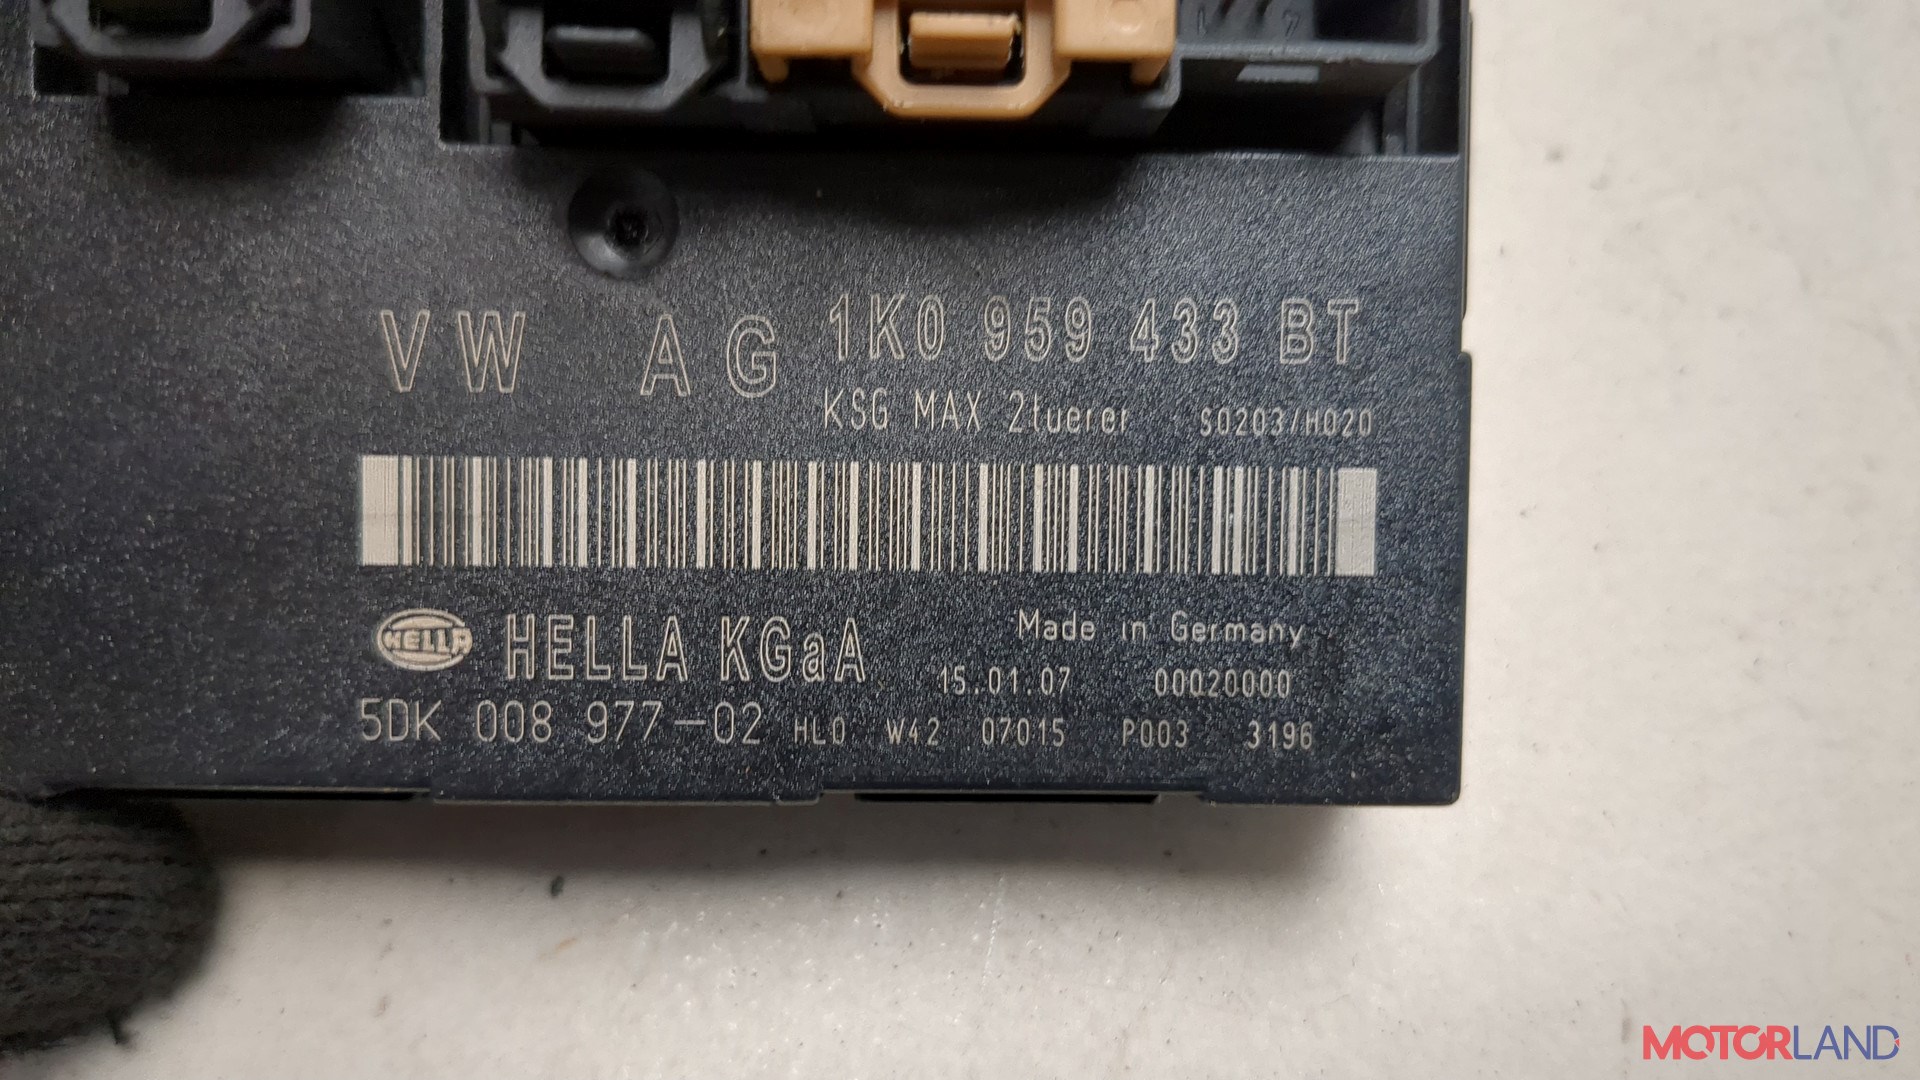 VW AG 1K0 959 433 BT
KSG MAX 2tuerer S0203/H020
HELLA HELLA KGaA Made in Germany
15.01.07 00020000
5DK 008 977-02 HL0 W42 07015 P003 3196
MOTORLAND